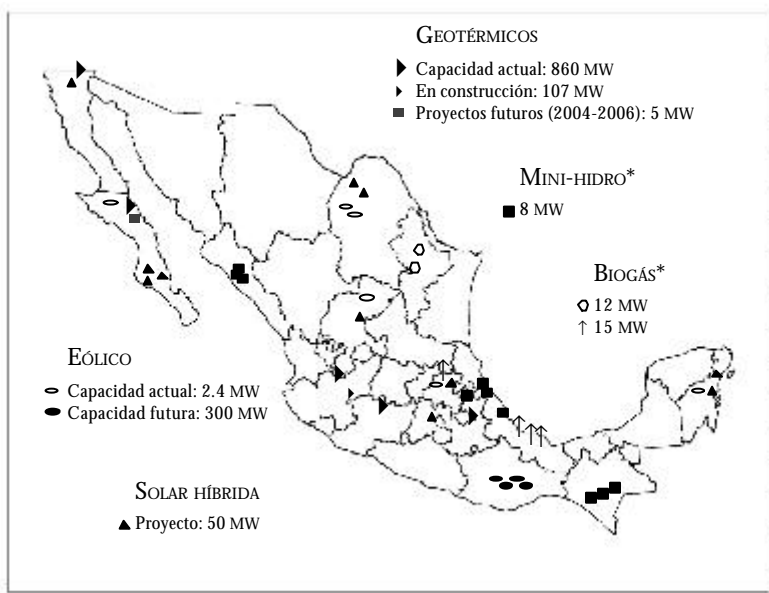 GEOTÉRMICOS
Capacidad actual: 860 MW
En construcción: 107 MW
Proyectos futuros (2004-2006): 5 MW
MINI-HIDRO*
8 MW
BIOGÁS*
12 MW
15 MW
EÓLICO
Capacidad actual: 2.4 MW
Capacidad futura: 300 MW
SOLAR HÍBRIDA
Proyecto: 50 MW